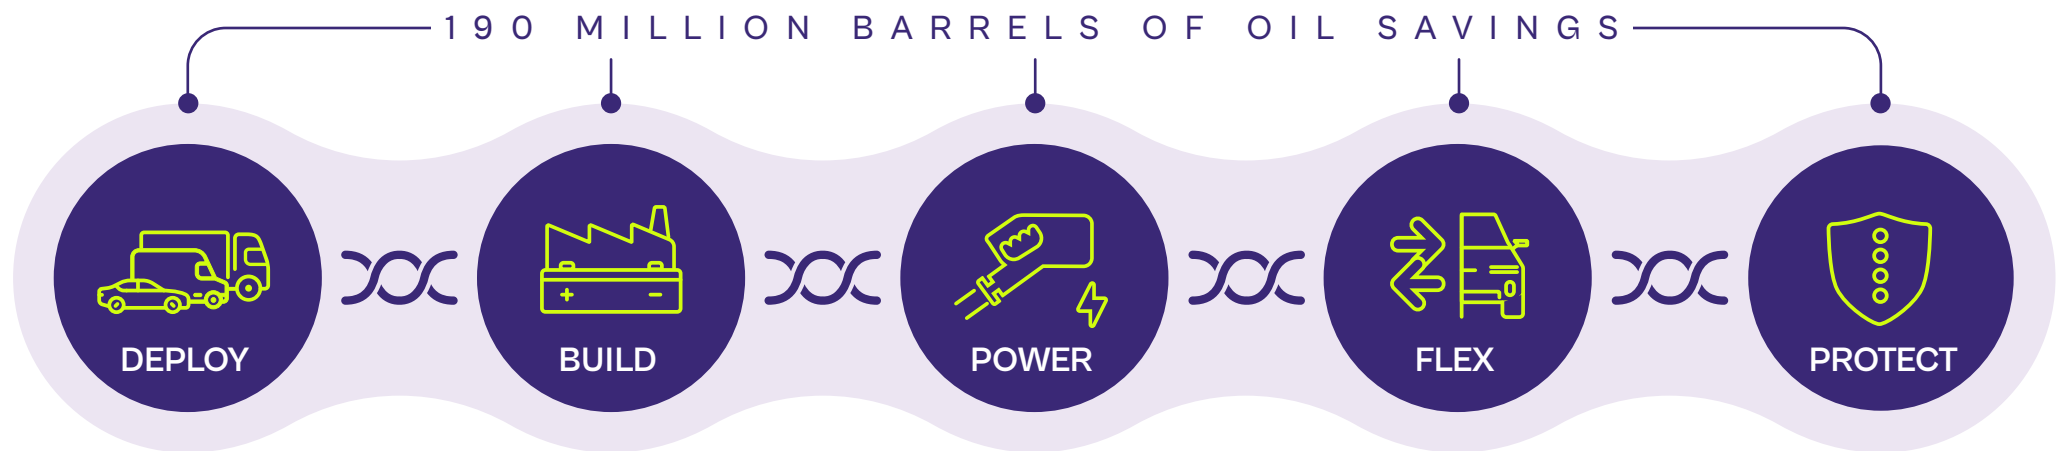 190 MILLION BARRELS OF OIL SAVINGS
DEPLOY
BUILD
POWER
FLEX
PROTECT